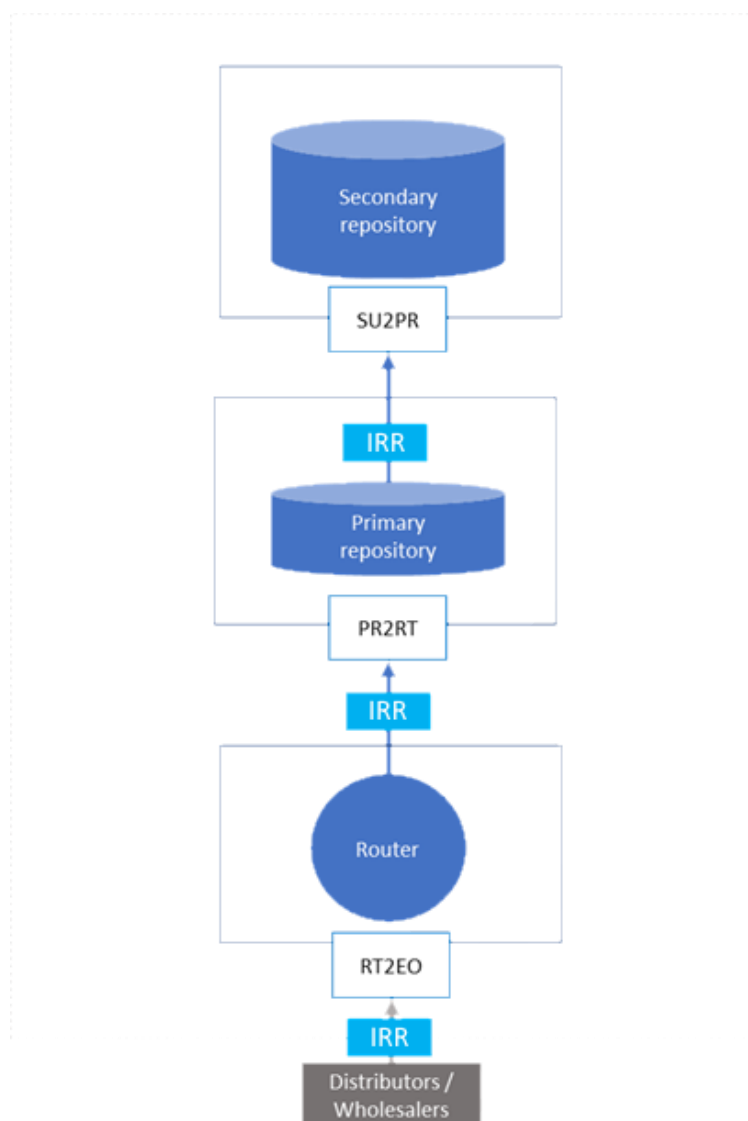 Secondary
repository
SU2PR
IRR
Primary
repository
PR2RT
IRR
Router
RT2EO
IRR
Distributors /
Wholesalers